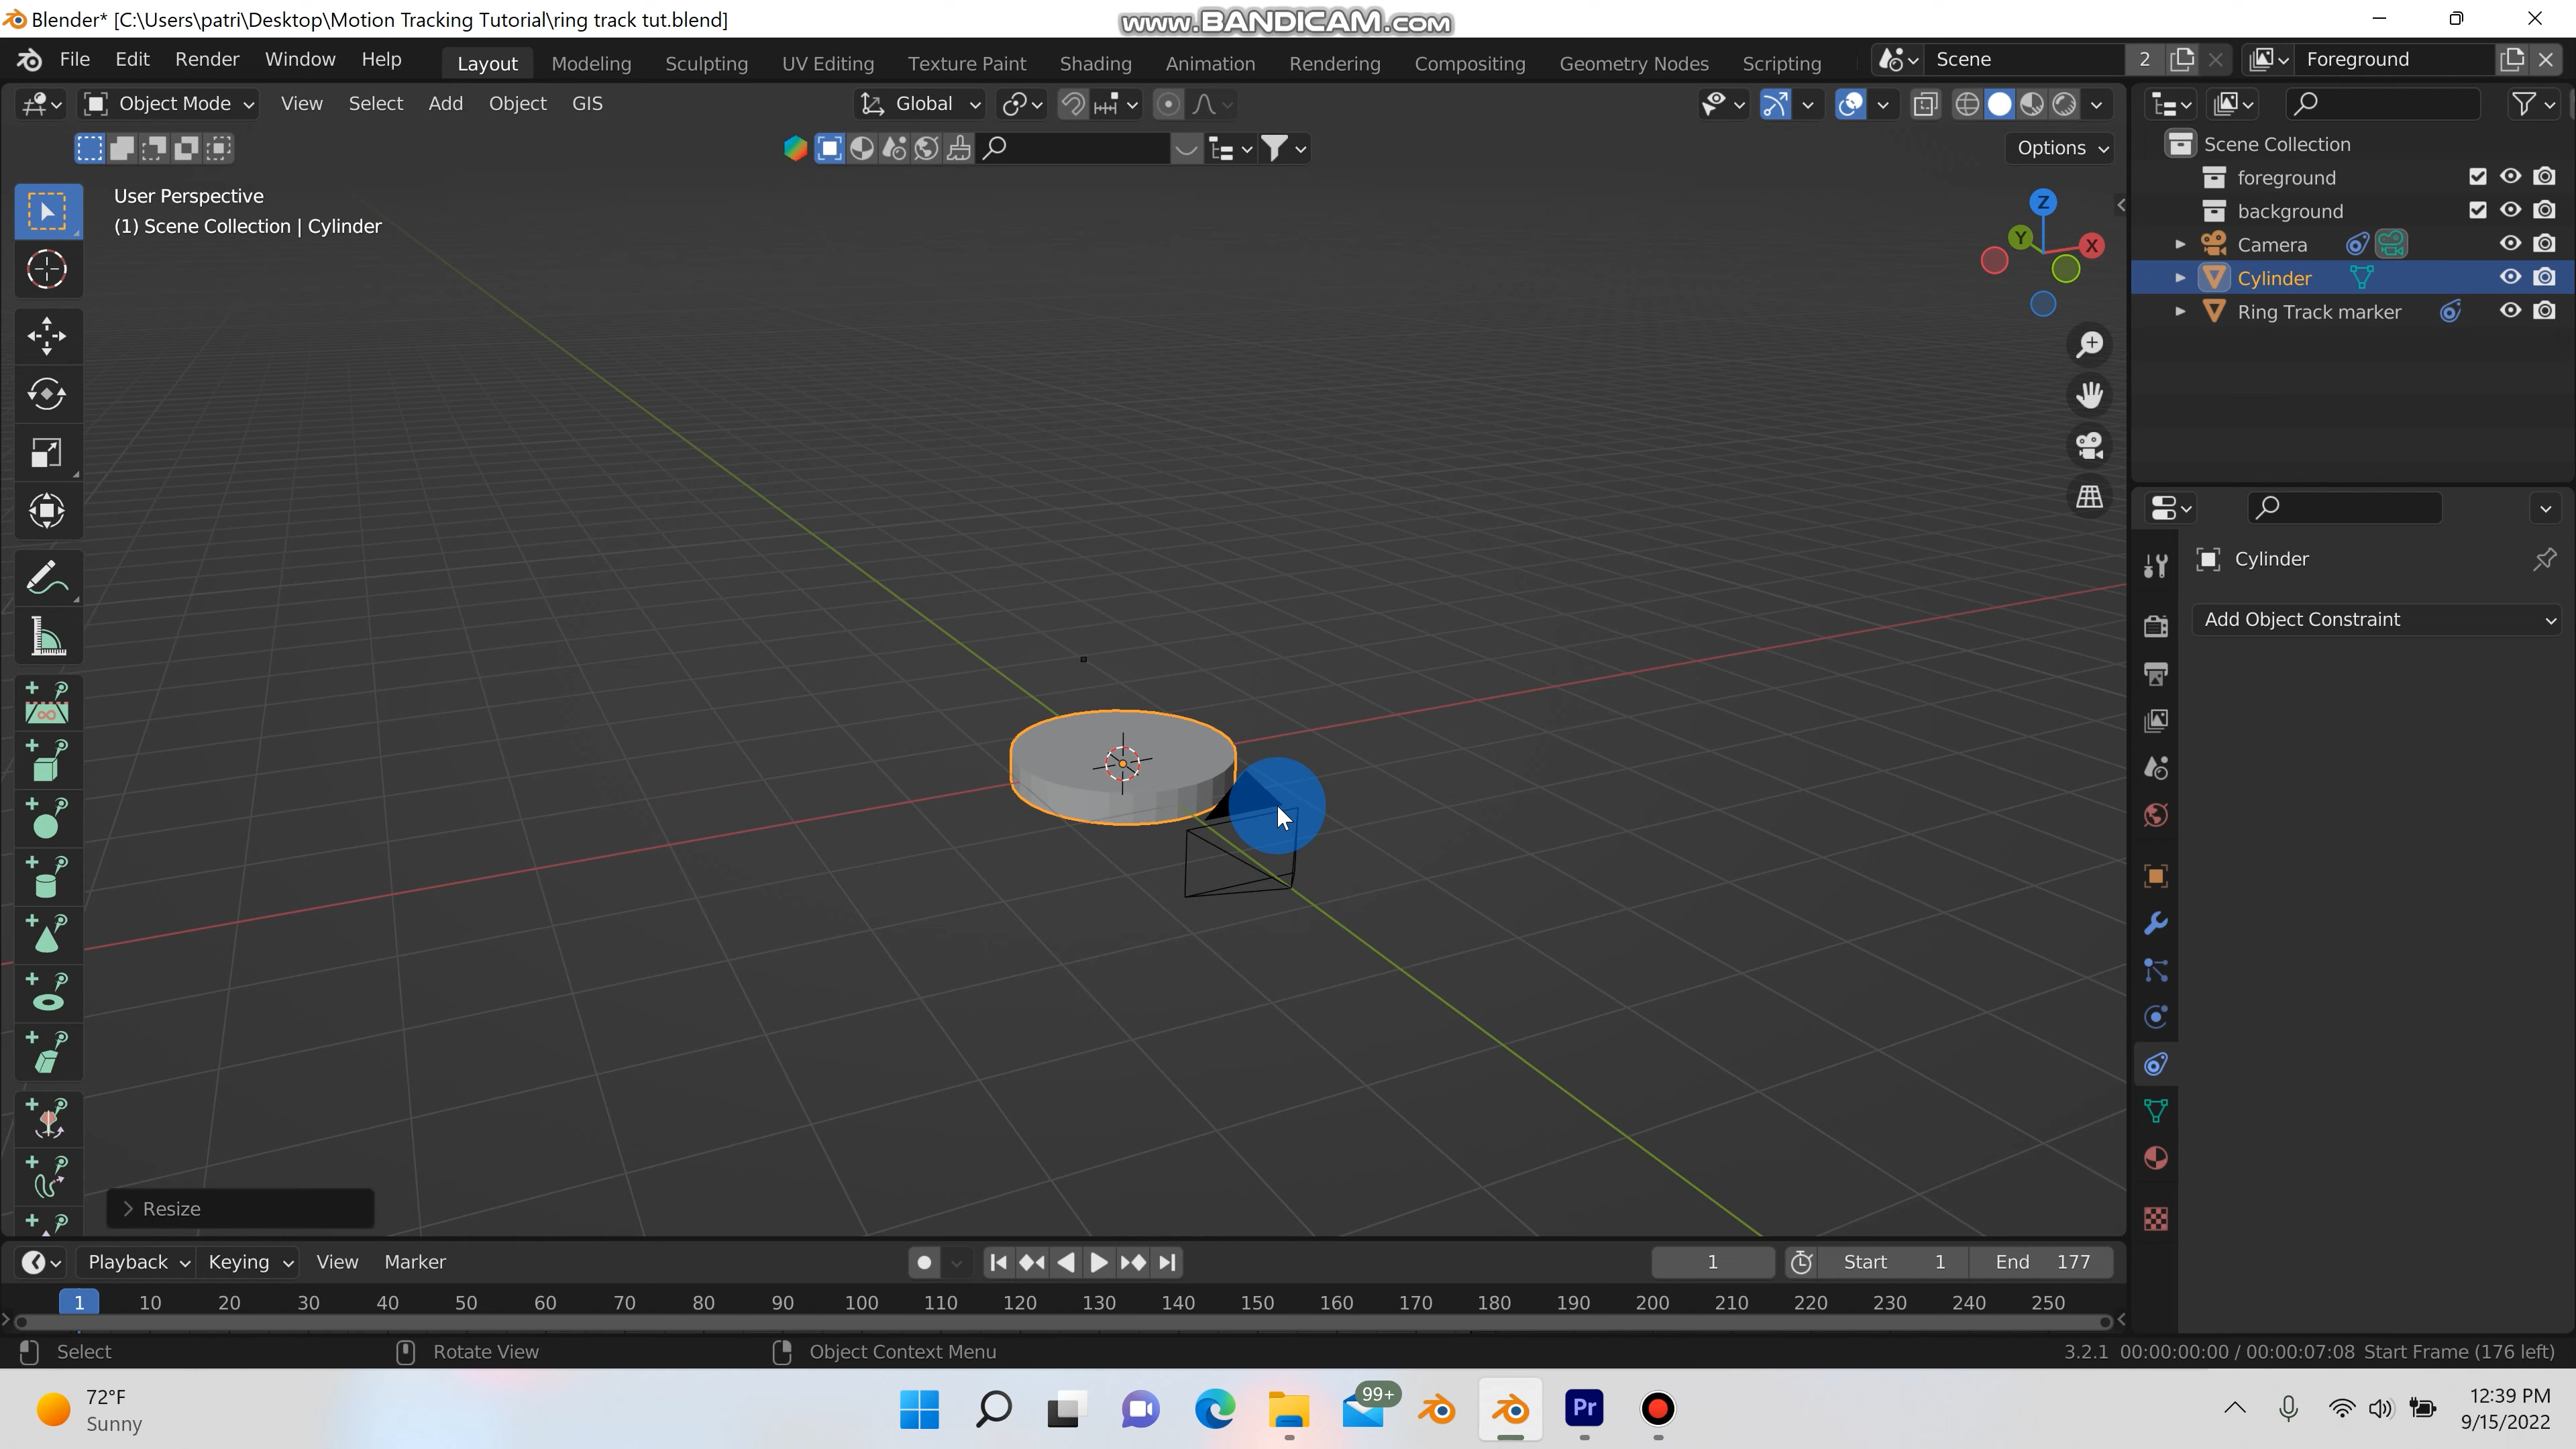 Blender* [C:\Users\patri\Desktop\Motion Tracking Tutorial\ring track tut.blend]
www.BANDICAM.com
File Edit Render Window Help
Layout Modeling Sculpting UV Editing Texture Paint Shading Animation Rendering Compositing Geometry Nodes Scripting
Scene 2 Foreground
Object Mode View Select Add Object GIS
Global
Options
User Perspective
(1) Scene Collection | Cylinder
Z
Y
X
Scene Collection
foreground
background
Camera
Cylinder
Ring Track marker
Cylinder
Add Object Constraint
> Resize
Playback Keying View Marker
1 Start 1 End 177
1 10 20 30 40 50 60 70 80 90 100 110 120 130 140 150 160 170 180 190 200 210 220 230 240 250
Select Rotate View Object Context Menu
3.2.1 00:00:00:00 / 00:00:07:08 Start Frame (176 left)
72°F
Sunny
99+
Pr
12:39 PM
9/15/2022